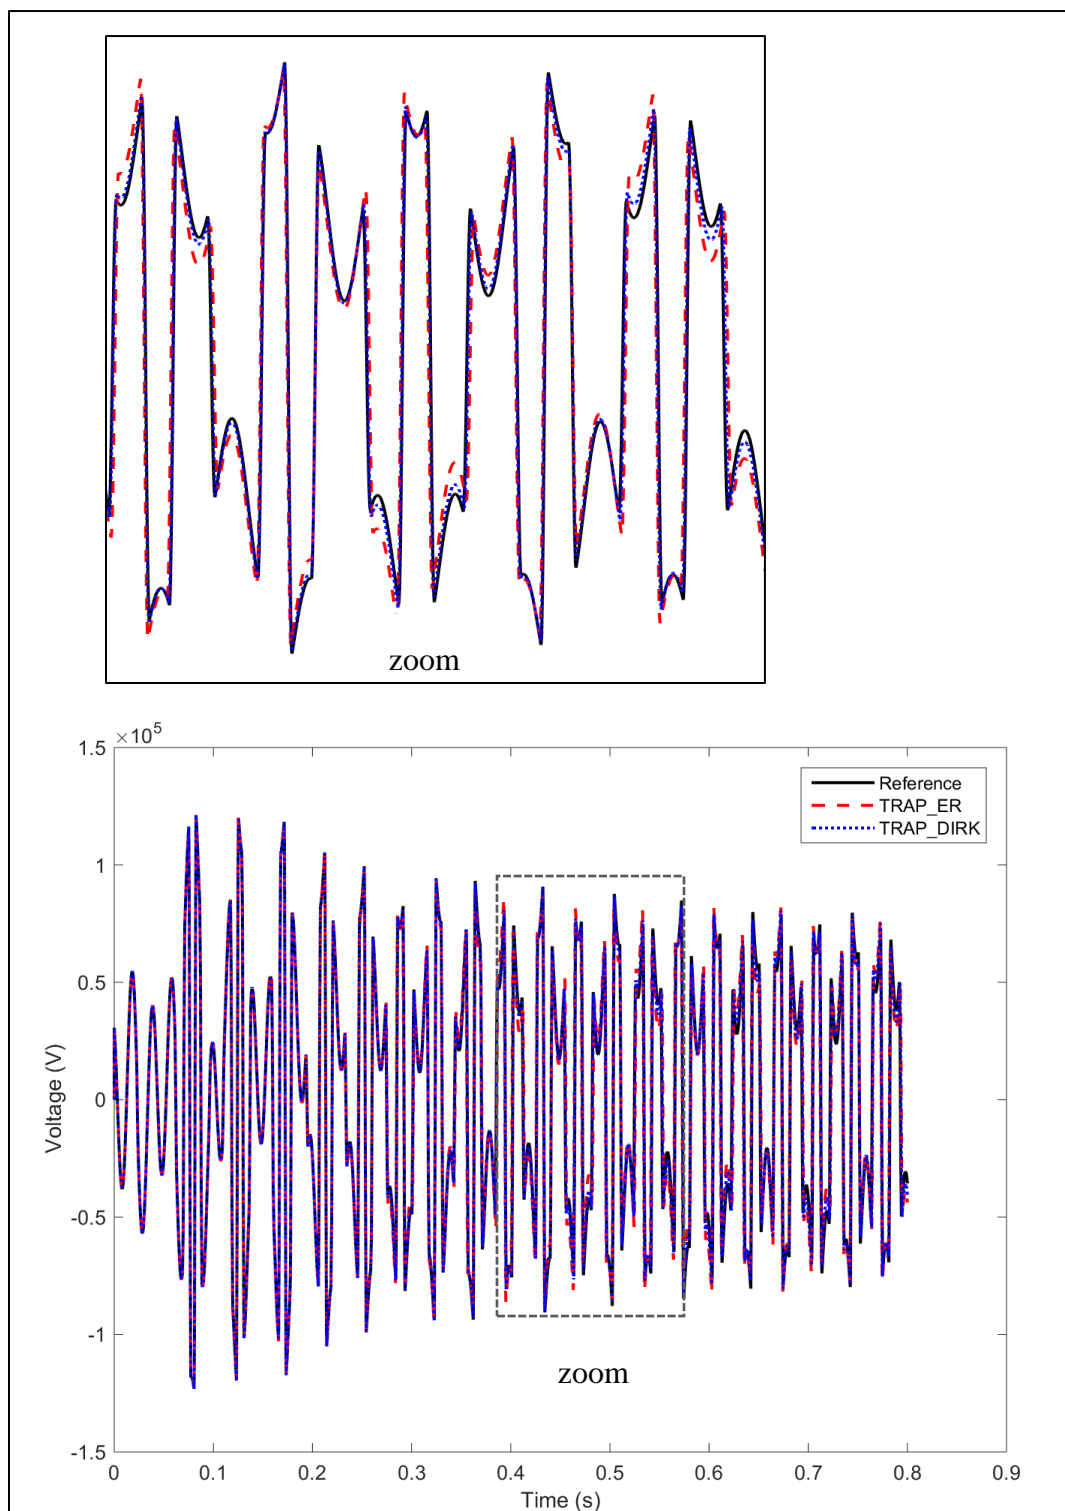 zoom
×10^5
1.5
1
0.5
0
-0.5
-1
-1.5
Voltage (V)
Reference
TRAP_ER
TRAP_DIRK
zoom
0 0.1 0.2 0.3 0.4 0.5 0.6 0.7 0.8 0.9
Time (s)